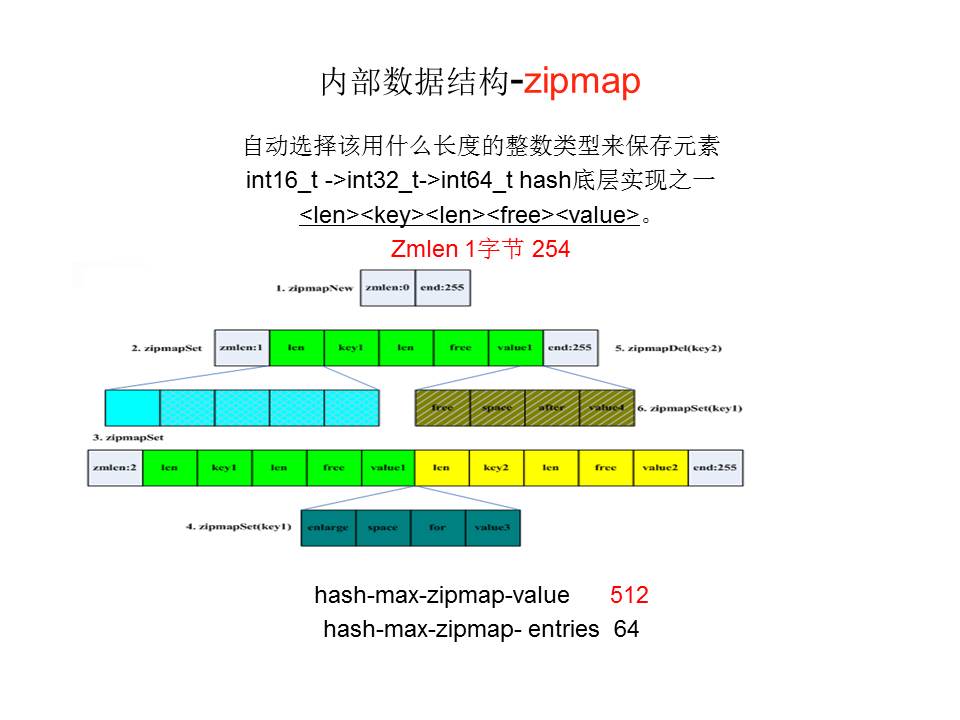 内部数据结构-zipmap
自动选择该用什么长度的整数类型来保存元素
int16_t ->int32_t->int64_t hash底层实现之一
<len><key><len><free><value>。
Zmlen 1字节 254
1. zipmapNew zmlen:0 end:255
2. zipmapSet zmlen:1 len key1 len free value1 end:255 5. zipmapDel(key2)
free space after value4 6. zipmapSet(key1)
3. zipmapSet
zmlen:2 len key1 len free value1 len key2 len free value2 end:255
4. zipmapSet(key1) enlarge space for value3
hash-max-zipmap-value 512
hash-max-zipmap- entries 64